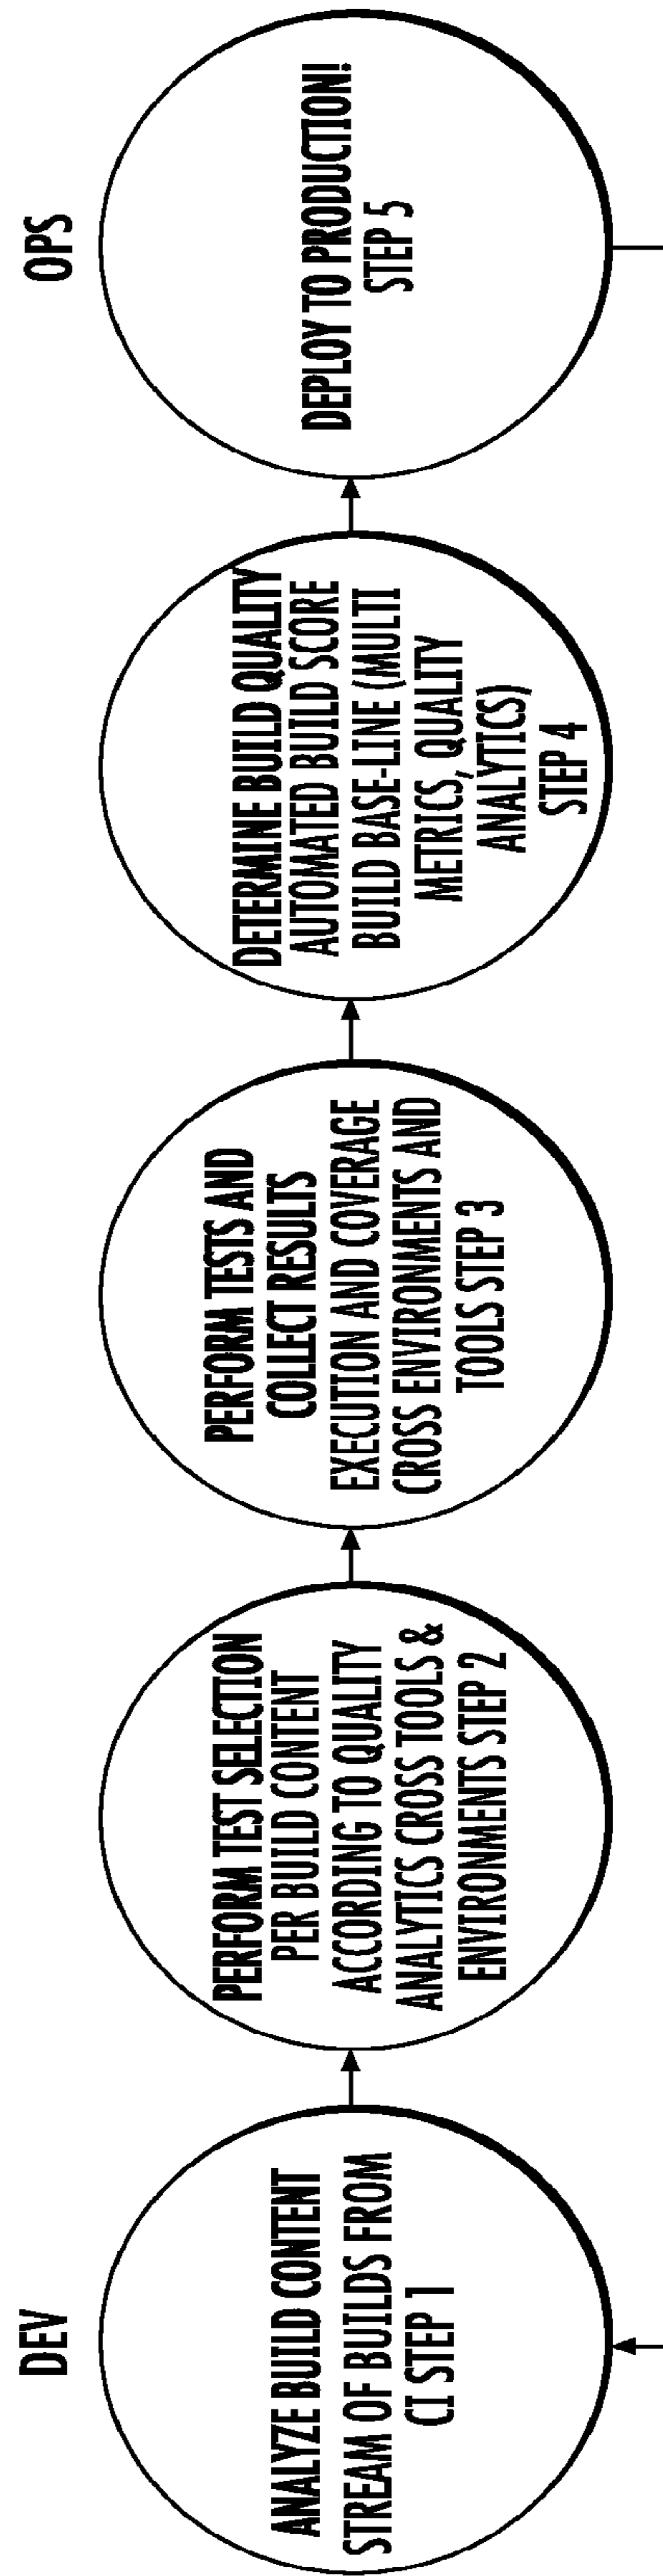 DEV
ANALYZE BUILD CONTENT
STREAM OF BUILDS FROM
CI STEP 1
PERFORM TEST SELECTION
PER BUILD CONTENT
ACCORDING TO QUALITY
ANALYTICS CROSS TOOLS &
ENVIRONMENTS STEP 2
PERFORM TESTS AND
COLLECT RESULTS
EXECUTION AND COVERAGE
CROSS ENVIRONMENTS AND
TOOLS STEP 3
DETERMINE BUILD QUALITY
AUTOMATED BUILD SCORE
BUILD BASE-LINE (MULTI
METRICS, QUALITY
ANALYTICS)
STEP 4
OPS
DEPLOY TO PRODUCTION!
STEP 5